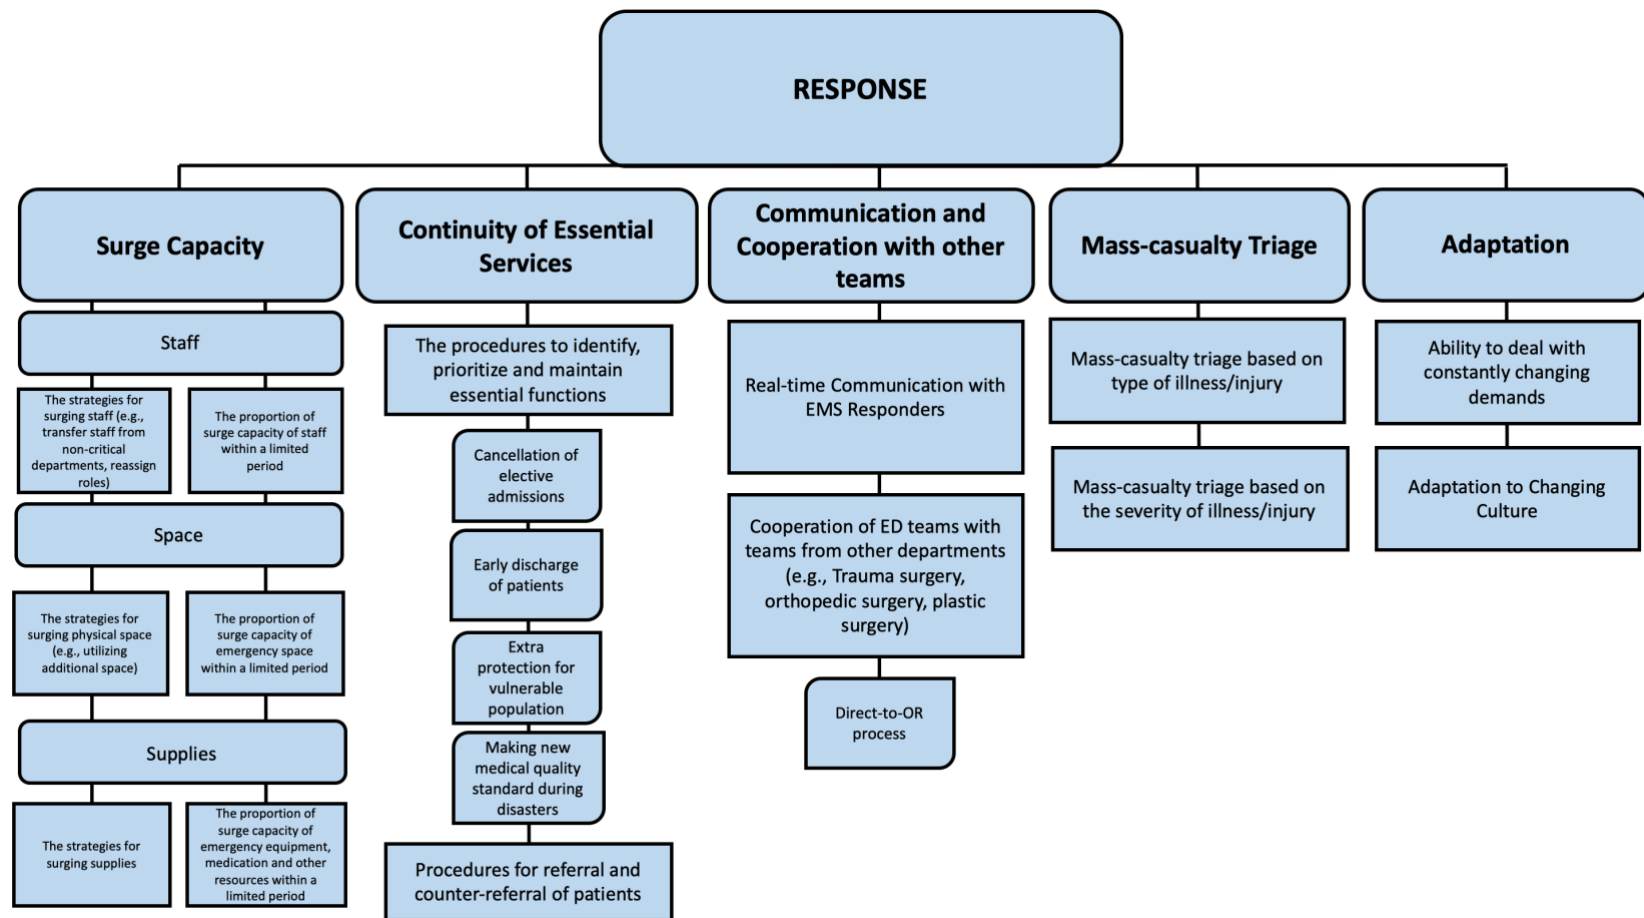 RESPONSE
Surge Capacity
Staff
The strategies for
surging staff (e.g.,
transfer staff from
non-critical
departments, reassign
roles)
The proportion of
surge capacity of staff
within a limited
period
Space
The strategies for
surging physical space
(e.g., utilizing
additional space)
The proportion of
surge capacity of
emergency space
within a limited period
Supplies
The strategies for
surging supplies
The proportion of
surge capacity of
emergency equipment,
medication and other
resources within a
limited period
Continuity of Essential
Services
The procedures to identify,
prioritize and maintain
essential functions
Cancellation of
elective
admissions
Early discharge
of patients
Extra
protection for
vulnerable
population
Making new
medical quality
standard during
disasters
Procedures for referral and
counter-referral of patients
Communication and
Cooperation with other
teams
Real-time Communication with
EMS Responders
Cooperation of ED teams with
teams from other departments
(e.g., Trauma surgery,
orthopedic surgery, plastic
surgery)
Direct-to-OR
process
Mass-casualty Triage
Mass-casualty triage based on
type of illness/injury
Mass-casualty triage based on
the severity of illness/injury
Adaptation
Ability to deal with
constantly changing
demands
Adaptation to Changing
Culture